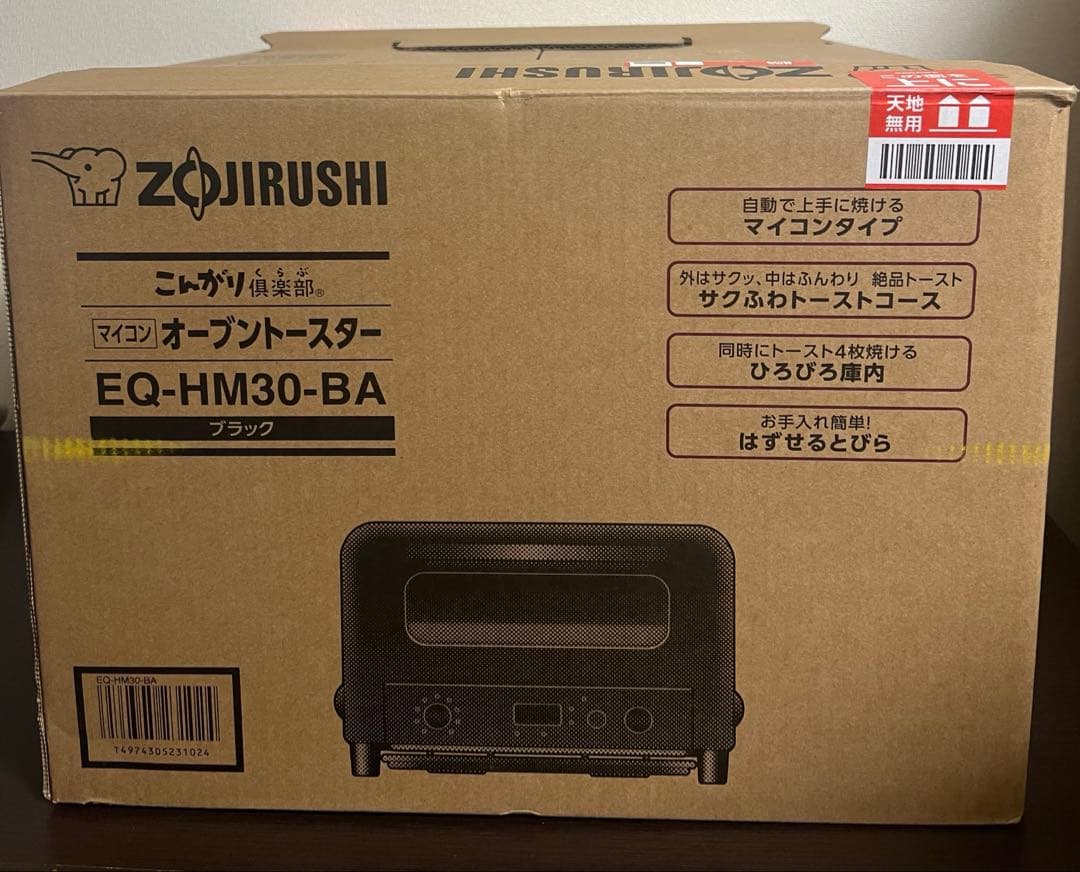 ZOJIRUSHI
天地
無用
ZOJIRUSHI
こんがり倶楽部®
くらぶ
マイコン オーブントースター
EQ-HM30-BA
ブラック
自動で上手に焼ける
マイコンタイプ
外はサクッ、中はふんわり 絶品トースト
サクふわトーストコース
同時にトースト4枚焼ける
ひろびろ庫内
お手入れ簡単!
はずせるとびら
EQ-HM30-BA
T4974305231024